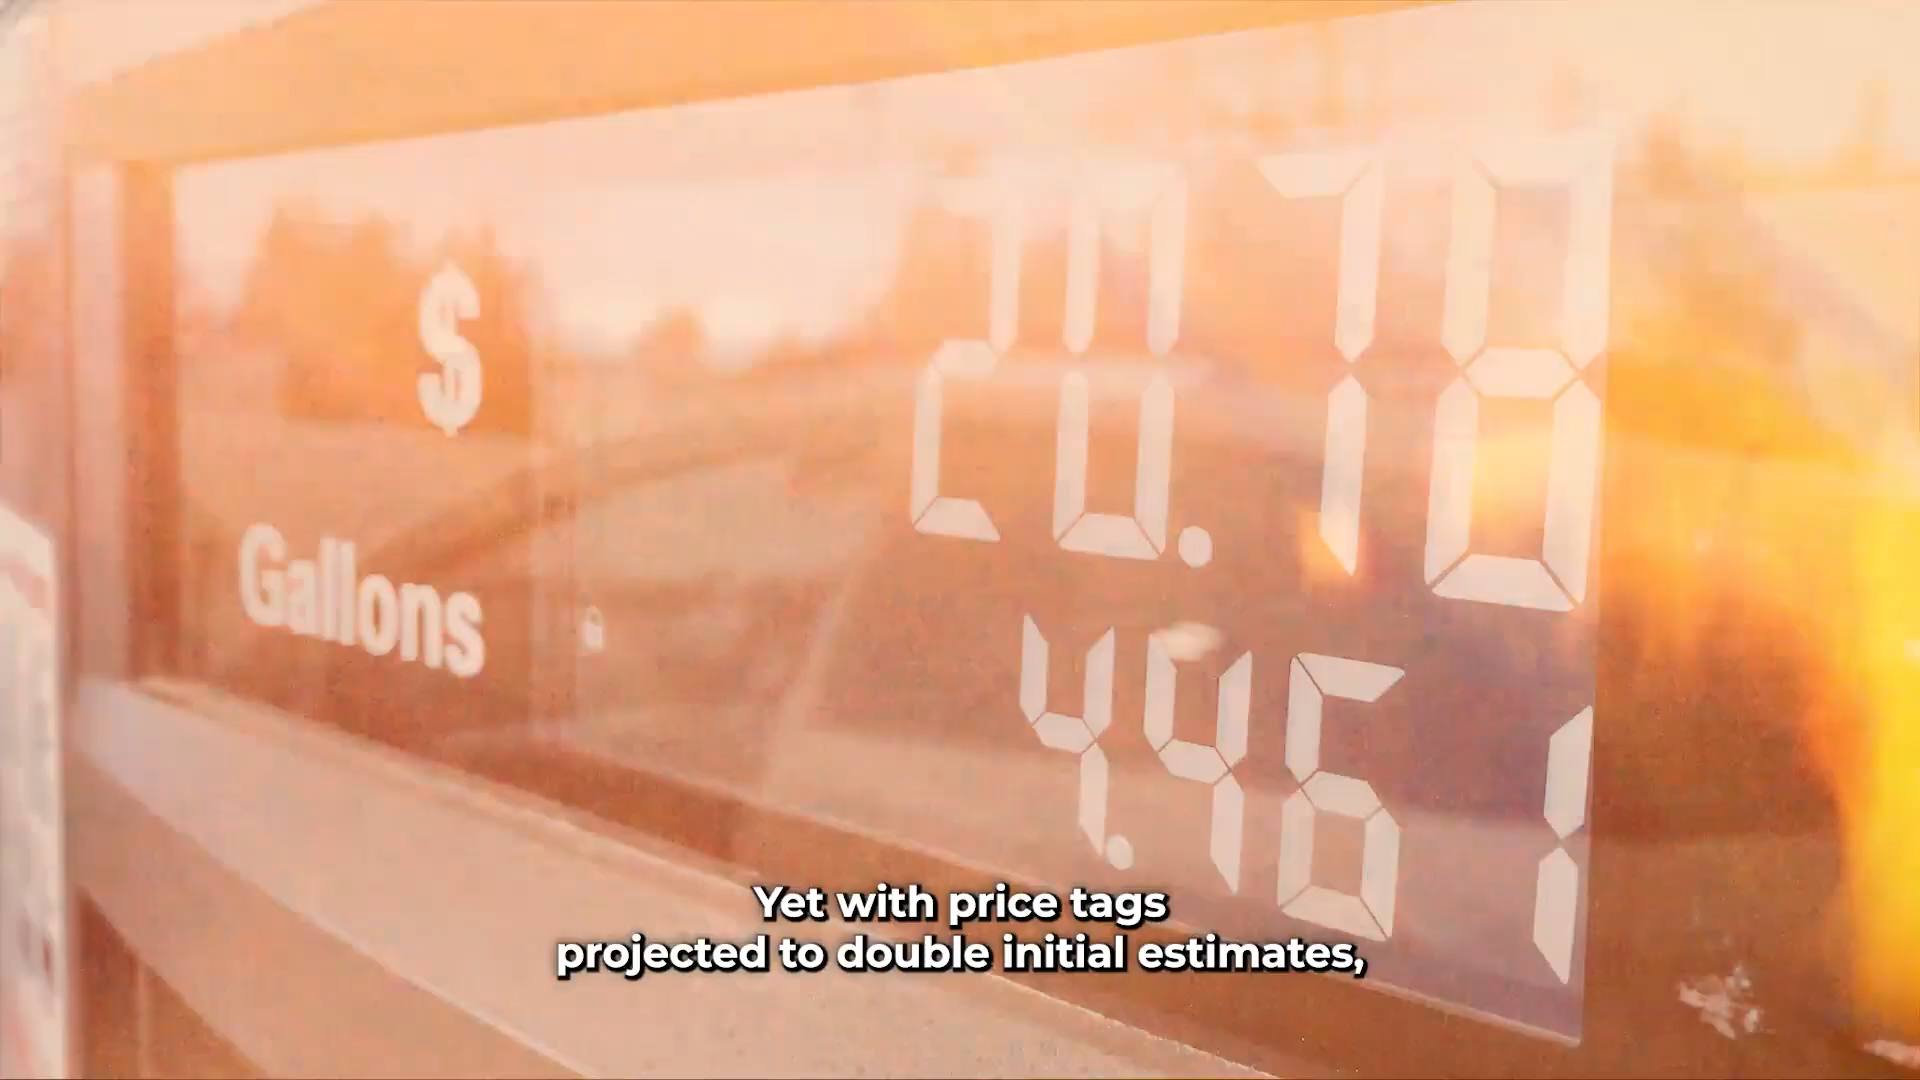 $ 20.78
Gallons 4.461
Yet with price tags
projected to double initial estimates,